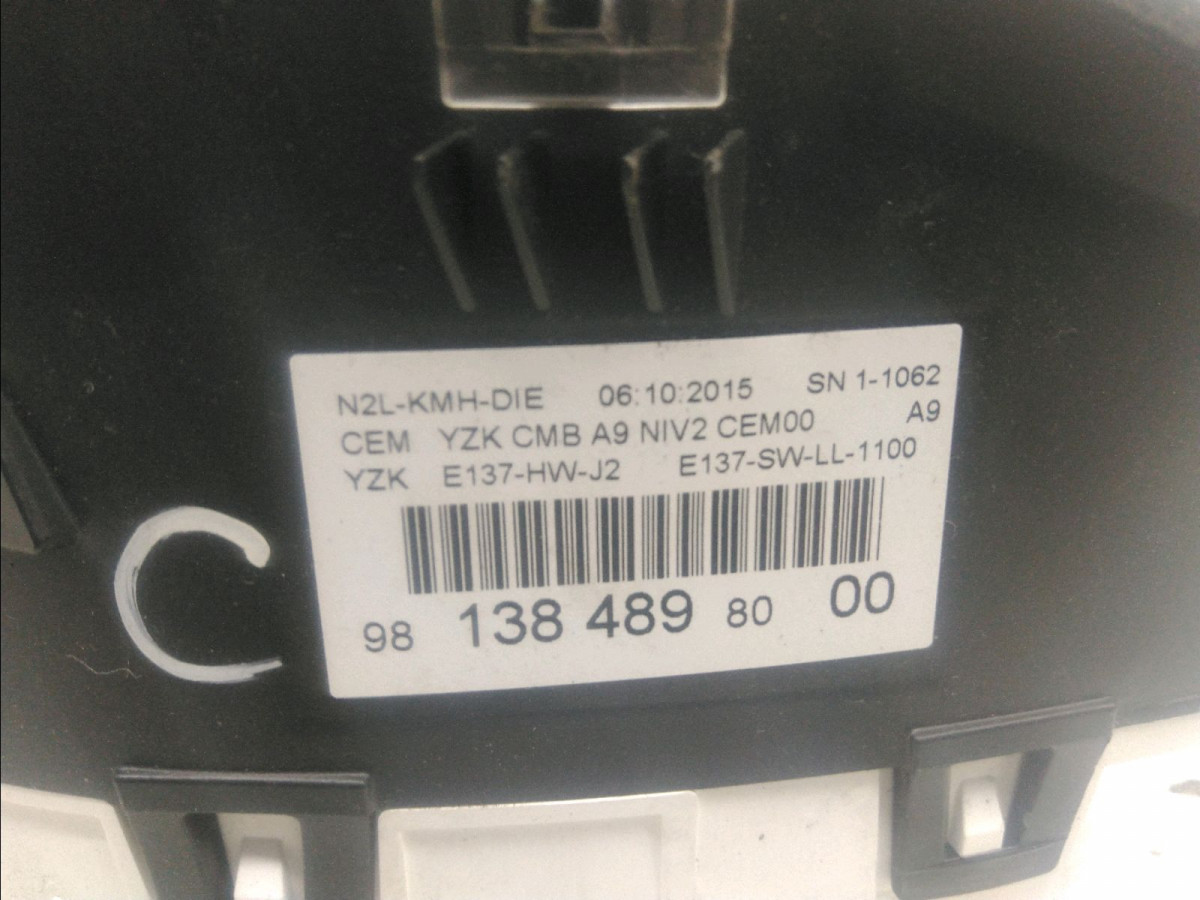 N2L-KMH-DIE 06:10:2015 SN 1-1062
CEM YZK CMB A9 NIV2 CEM00 A9
YZK E137-HW-J2 E137-SW-LL-1100
98 138 489 80 00
C